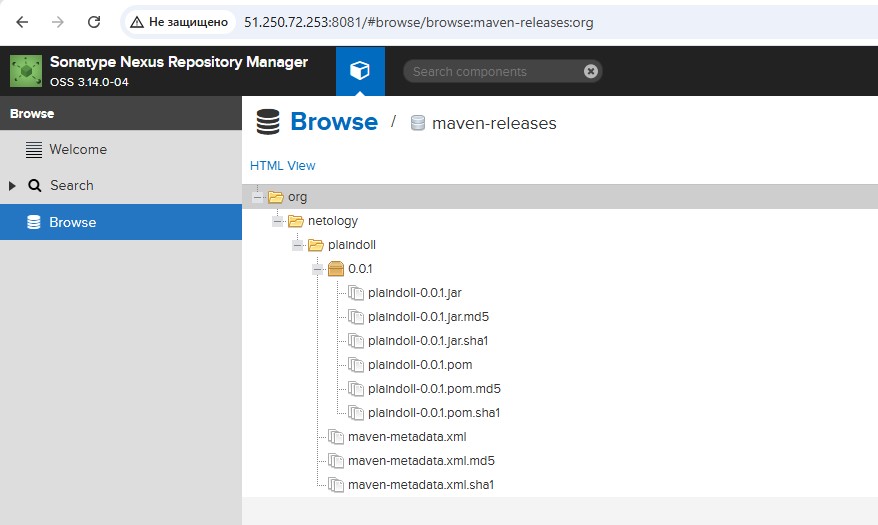 Не защищено 51.250.72.253:8081/#browse/browse:maven-releases:org
Sonatype Nexus Repository Manager
OSS 3.14.0-04
Search components
Browse
Welcome
Search
Browse
Browse / maven-releases
HTML View
org
netology
plaindoll
0.0.1
plaindoll-0.0.1.jar
plaindoll-0.0.1.jar.md5
plaindoll-0.0.1.jar.sha1
plaindoll-0.0.1.pom
plaindoll-0.0.1.pom.md5
plaindoll-0.0.1.pom.sha1
maven-metadata.xml
maven-metadata.xml.md5
maven-metadata.xml.sha1